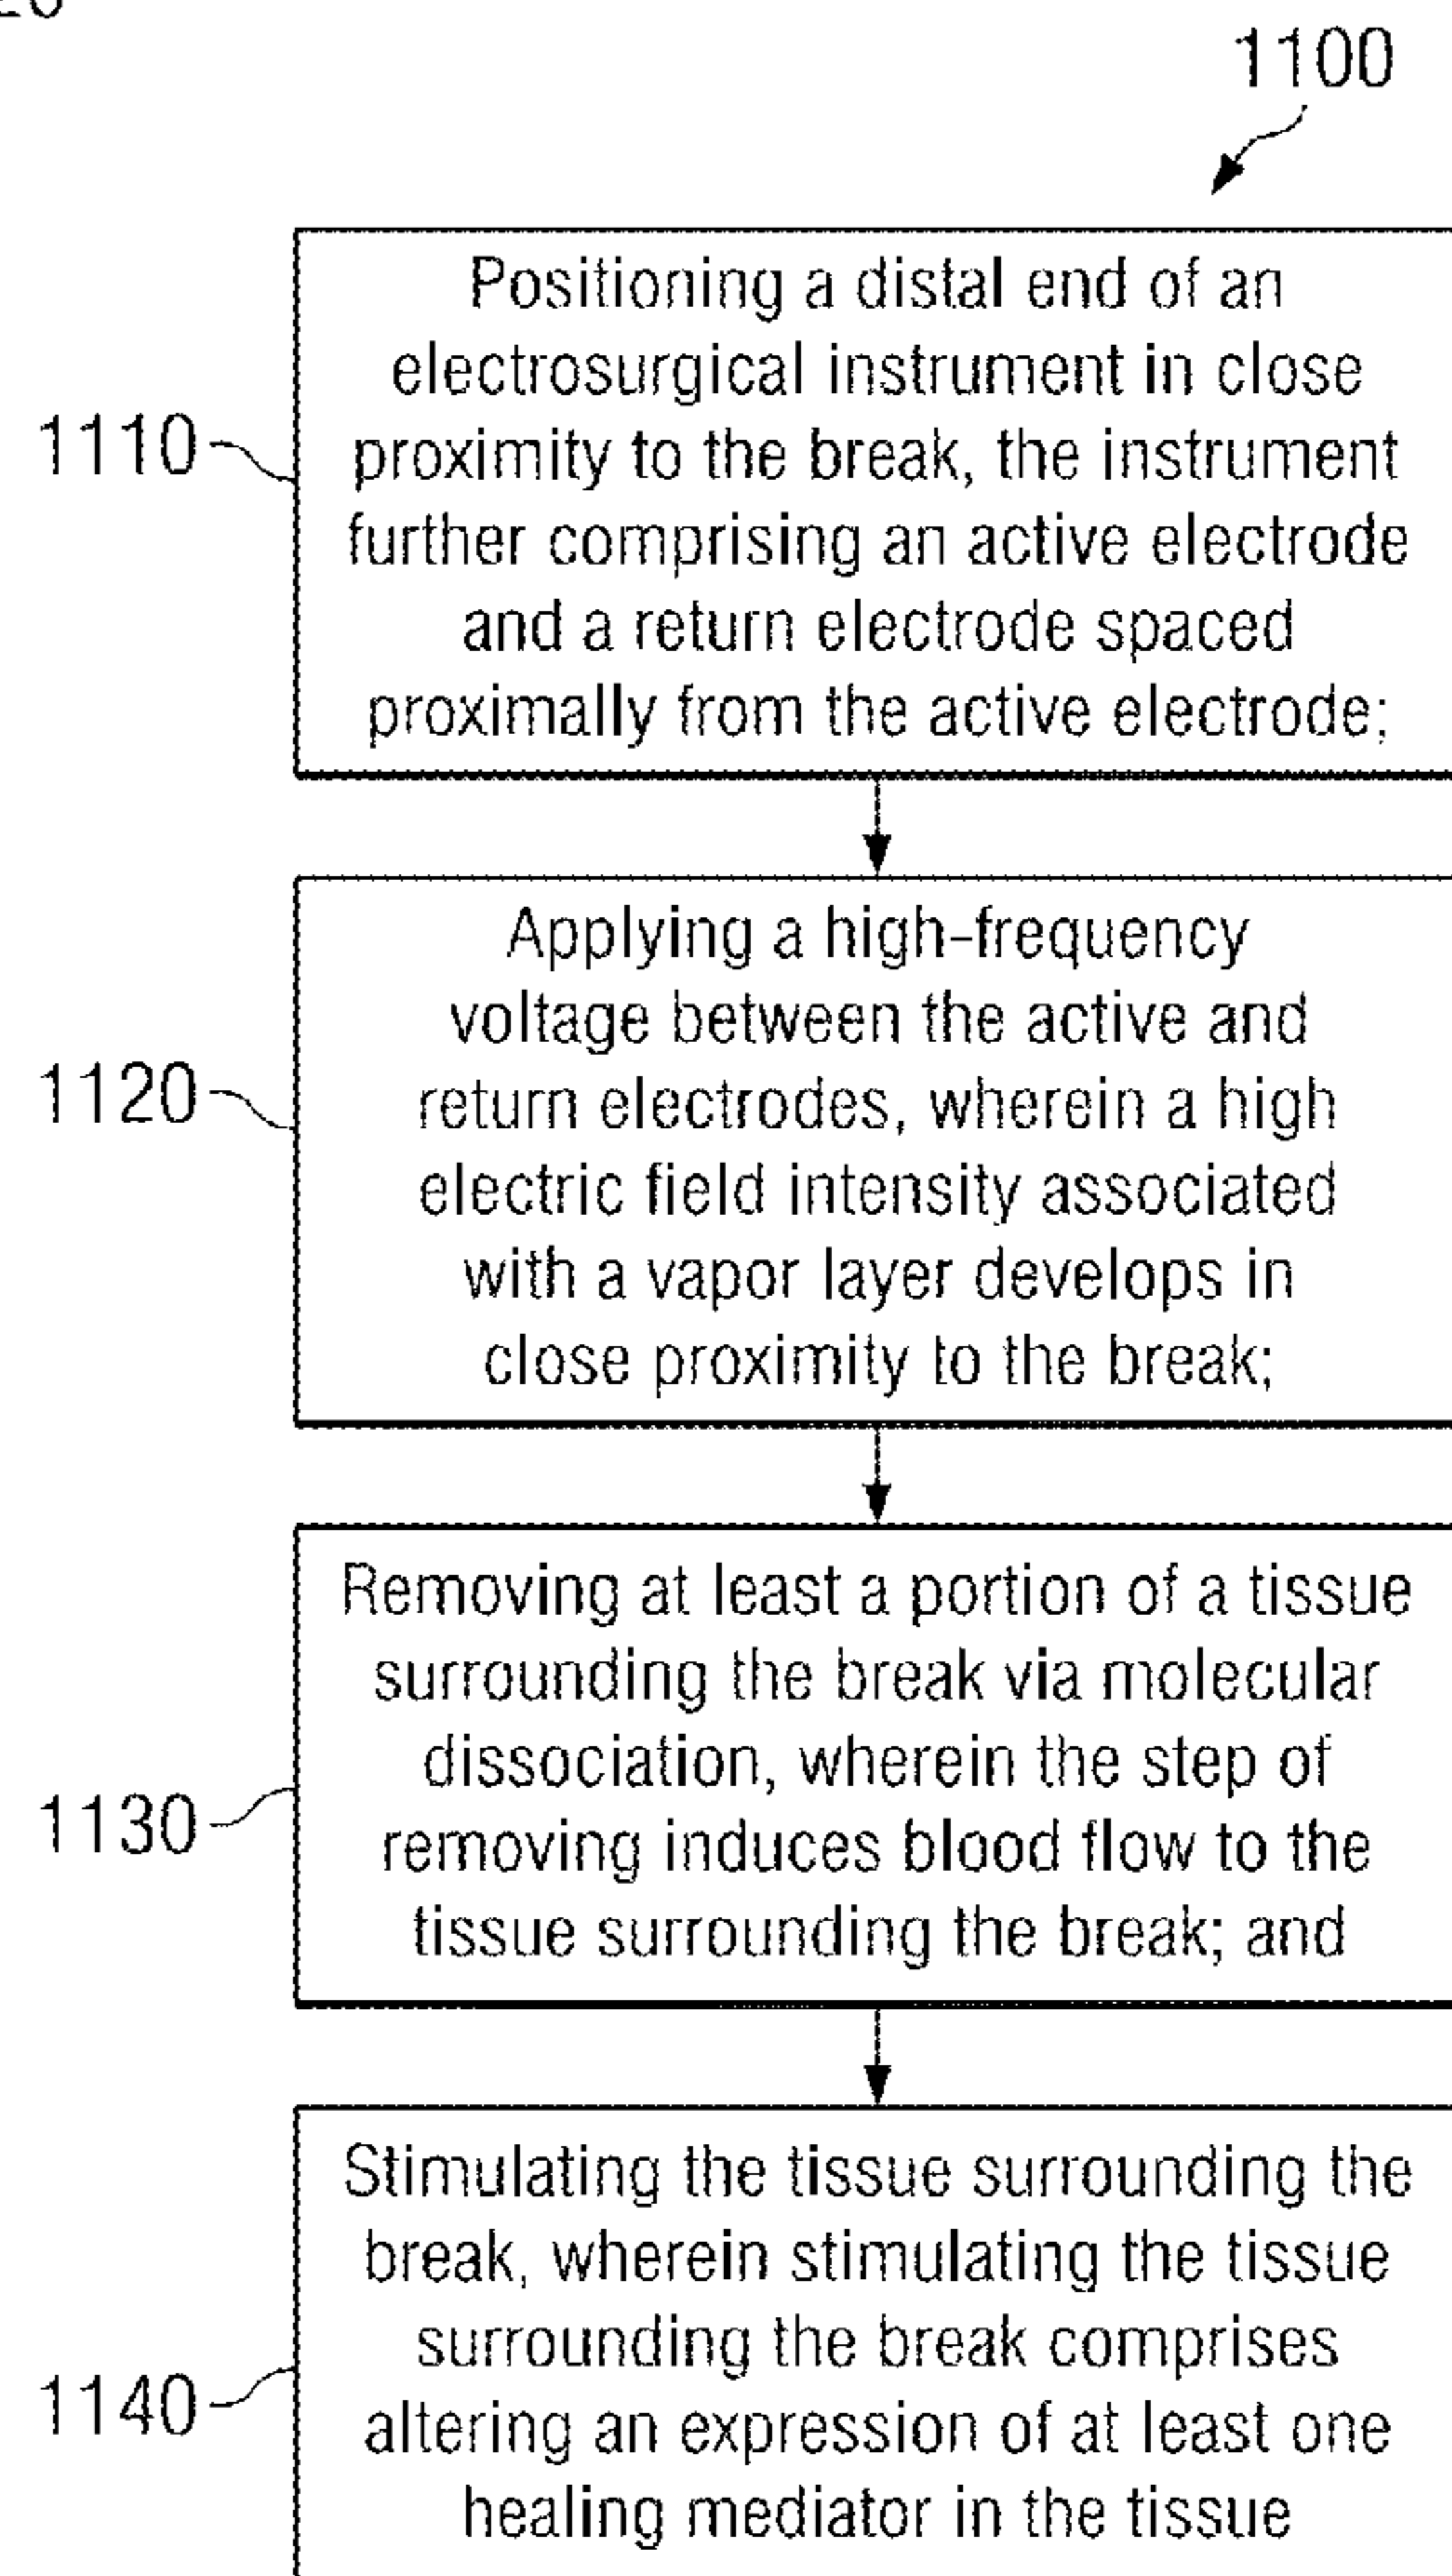 1100
1110
Positioning a distal end of an
electrosurgical instrument in close
proximity to the break, the instrument
further comprising an active electrode
and a return electrode spaced
proximally from the active electrode;
1120
Applying a high-frequency
voltage between the active and
return electrodes, wherein a high
electric field intensity associated
with a vapor layer develops in
close proximity to the break;
1130
Removing at least a portion of a tissue
surrounding the break via molecular
dissociation, wherein the step of
removing induces blood flow to the
tissue surrounding the break; and
1140
Stimulating the tissue surrounding the
break, wherein stimulating the tissue
surrounding the break comprises
altering an expression of at least one
healing mediator in the tissue